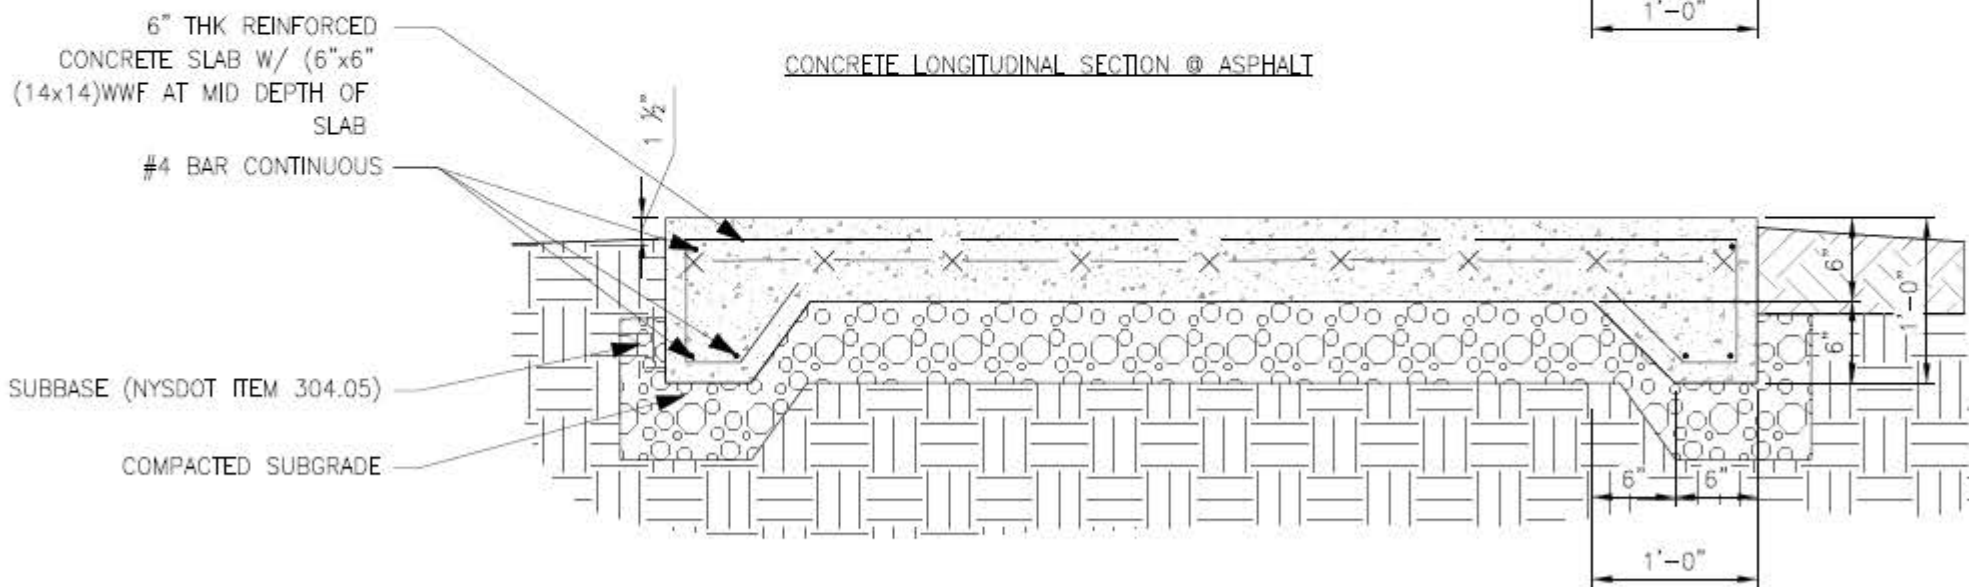 1'-0"
6" THK REINFORCED
CONCRETE SLAB W/ (6"x6"
(14x14)WWF AT MID DEPTH OF
SLAB
CONCRETE LONGITUDINAL SECTION @ ASPHALT
1 ½"
#4 BAR CONTINUOUS
6"
1'-0"
6"
SUBBASE (NYSDOT ITEM 304.05)
COMPACTED SUBGRADE
6"
6"
1'-0"